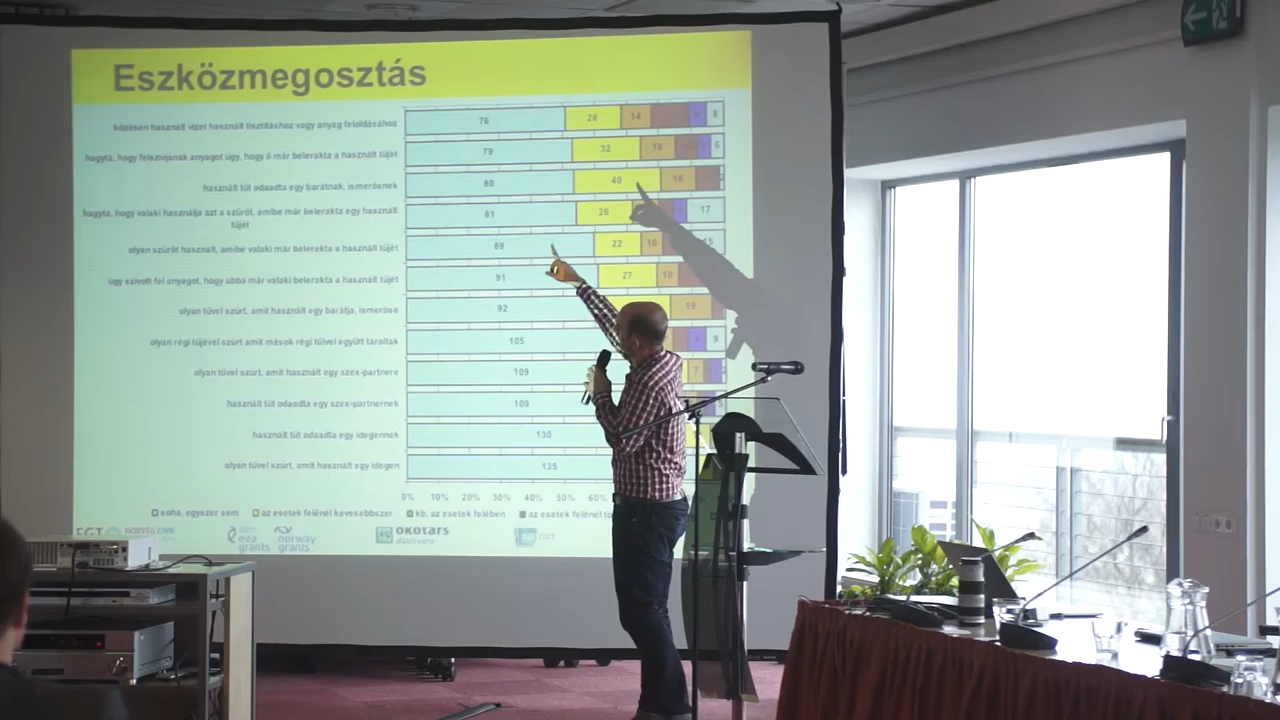 Eszközmegosztás
közösen használt vizet használt tisztításhoz vagy anyag feloldásához 76 26 14 8
hagyta, hogy felszívjanak anyagot úgy, hogy ő már belerakta a használt tűjét 79 32 6
használt tűt odaadta egy barátnak, ismerősnek 80 40 16
hagyta, hogy valaki használja azt a szűrőt, amibe már belerakta egy használt 81 26 17
tűjét
olyan szűrőt használt, amibe valaki már belerakta a használt tűjét 89 22 10 15
úgy szívott fel anyagot, hogy abba már valaki belerakta a használt tűjét 91 27 10
olyan tűvel szúrt, amit használt egy barátja, ismerőse 92 19
olyan régi tűjével szúrt amit mások régi tűivel együtt tároltak 105 9
olyan tűvel szúrt, amit használt egy szex-partnere 109 7
használt tűt odaadta egy szex-partnernek 109 5
használt tűt odaadta egy idegennek 130
olyan tűvel szúrt, amit használt egy idegen 135
0% 10% 20% 30% 40% 50% 60%
soha, egyszer sem az esetek felénél kevesebbszer kb. az esetek felében az esetek felénél
NORVÉG CIVIL
eea
grants
norway
grants
ökotárs
alapítvány